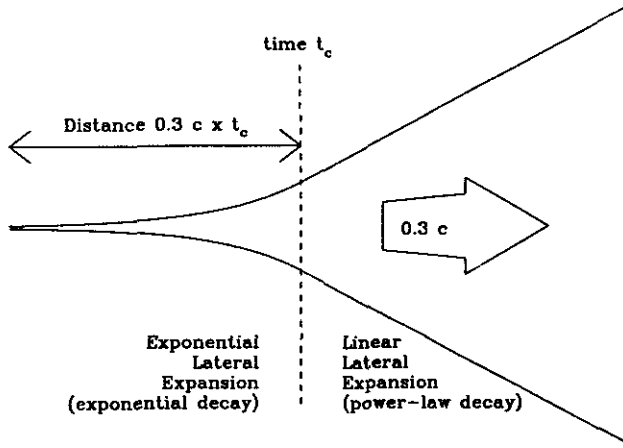 time t_c
Distance 0.3 c x t_c
0.3 c
Exponential
Lateral
Expansion
(exponential decay)
Linear
Lateral
Expansion
(power-law decay)